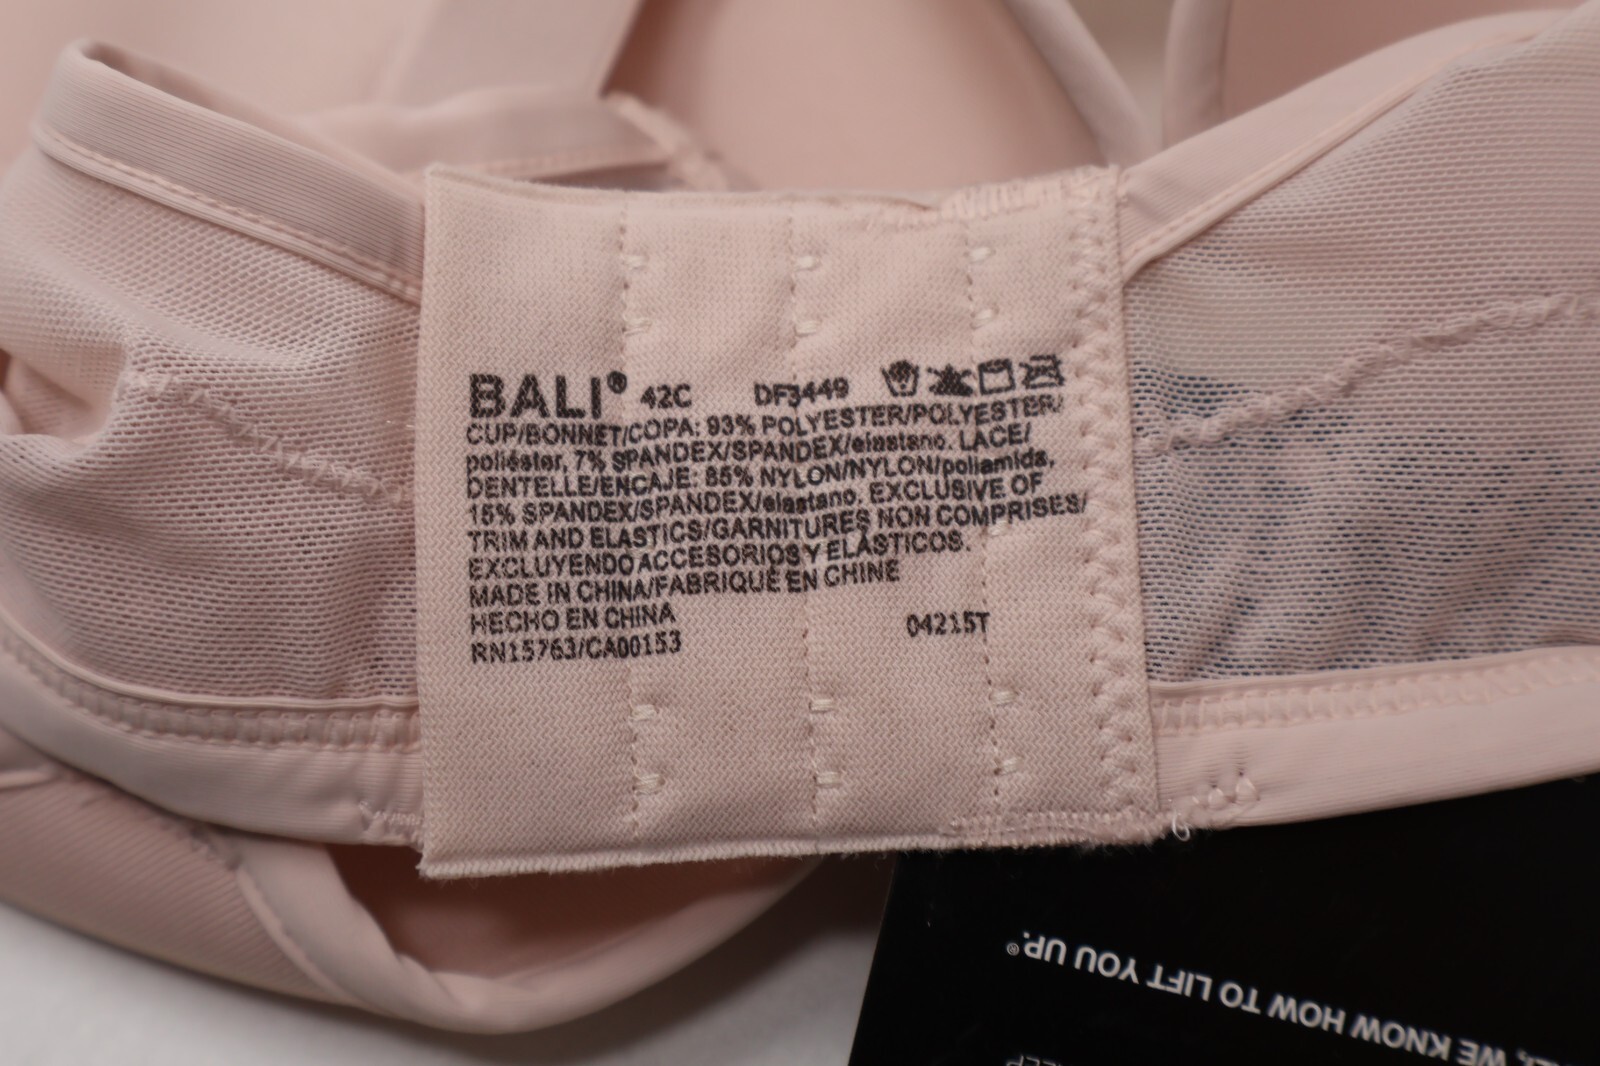 BALI® 42C DF3449
CUP/BONNET/COPA: 93% POLYESTER/POLYESTER/
poliéster, 7% SPANDEX/SPANDEX/elastano. LACE/
DENTELLE/ENCAJE: 85% NYLON/NYLON/poliamida,
15% SPANDEX/SPANDEX/elastano. EXCLUSIVE OF
TRIM AND ELASTICS/GARNITURES NON COMPRISES/
EXCLUYENDO ACCESORIOS Y ELÁSTICOS.
MADE IN CHINA/FABRIQUÉ EN CHINE
HECHO EN CHINA
RN15763/CA00153 04215T
WE KNOW HOW TO LIFT YOU UP.®